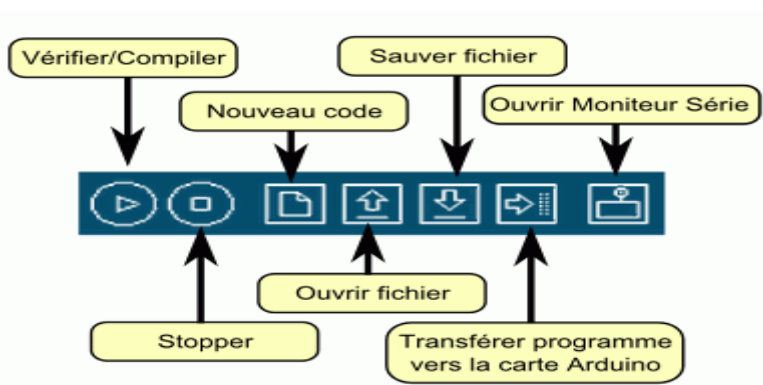 Vérifier/Compiler
Sauver fichier
Nouveau code
Ouvrir Moniteur Série
Ouvrir fichier
Stopper
Transférer programme
vers la carte Arduino